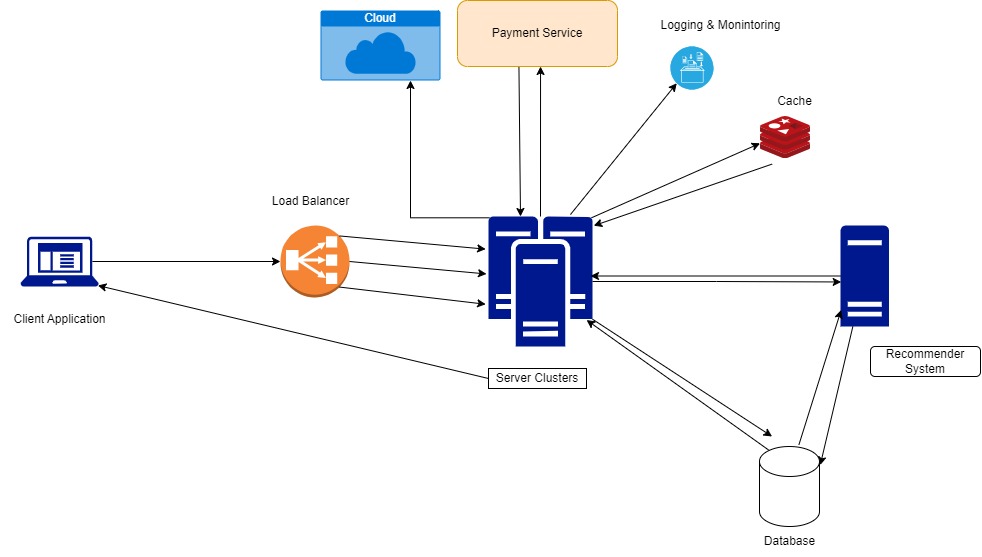 Cloud
Payment Service
Logging & Monintoring
Cache
Load Balancer
Client Application
Server Clusters
Recommender
System
Database